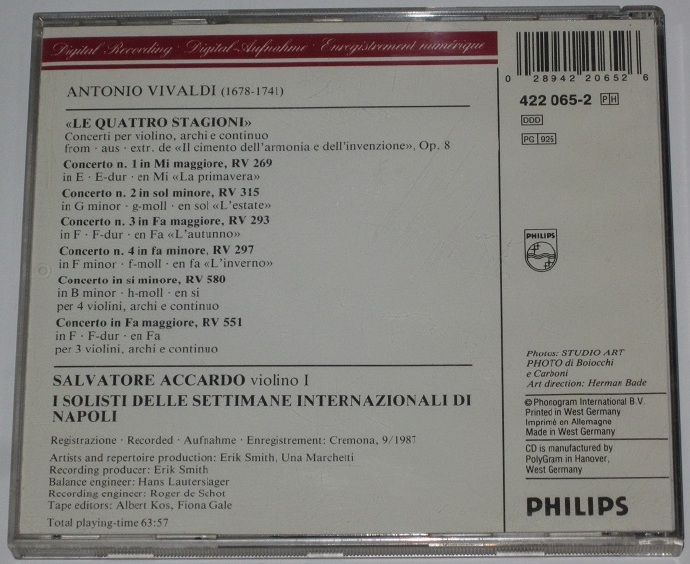 Digital Recording · Digital-Aufnahme · Enregistrement numérique
ANTONIO VIVALDI (1678-1741)
«LE QUATTRO STAGIONI»
Concerti per violino, archi e continuo
from · aus · extr. de «Il cimento dell'armonia e dell'invenzione», Op. 8
Concerto n. 1 in Mi maggiore, RV 269
in E · E-dur · en Mi «La primavera»
Concerto n. 2 in sol minore, RV 315
in G minor · g-moll · en sol «L'estate»
Concerto n. 3 in Fa maggiore, RV 293
in F · F-dur · en Fa «L'autunno»
Concerto n. 4 in fa minore, RV 297
in F minor · f-moll · en fa «L'inverno»
Concerto in si minore, RV 580
in B minor · h-moll · en si
per 4 violini, archi e continuo
Concerto in Fa maggiore, RV 551
in F · F-dur · en Fa
per 3 violini, archi e continuo
SALVATORE ACCARDO violino I
I SOLISTI DELLE SETTIMANE INTERNAZIONALI DI
NAPOLI
Registrazione · Recorded · Aufnahme · Enregistrement: Cremona, 9/1987
Artists and repertoire production: Erik Smith, Una Marchetti
Recording producer: Erik Smith
Balance engineer: Hans Lauterslager
Recording engineer: Roger de Schot
Tape editors: Albert Kos, Fiona Gale
Total playing-time 63:57
0 28942 20652 6
422 065-2 PH
DDD
PG 925
PHILIPS
Photos: STUDIO ART
PHOTO di Boiocchi
e Carboni
Art direction: Herman Bade
℗ Phonogram International B.V.
Printed in West Germany
Imprimé en Allemagne
Made in West Germany
CD is manufactured by
PolyGram in Hanover,
West Germany
PHILIPS